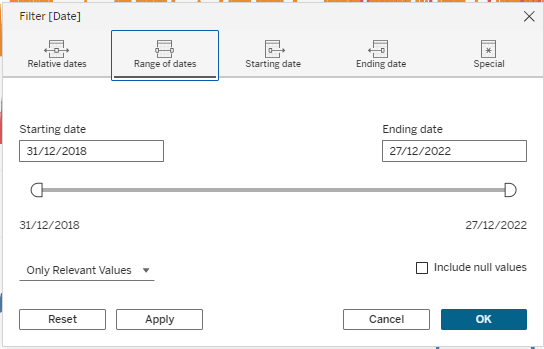 Filter [Date]
Relative dates
Range of dates
Starting date
Ending date
Special
Starting date
Ending date
31/12/2018
27/12/2022
31/12/2018
27/12/2022
Only Relevant Values
Include null values
Reset
Apply
Cancel
OK